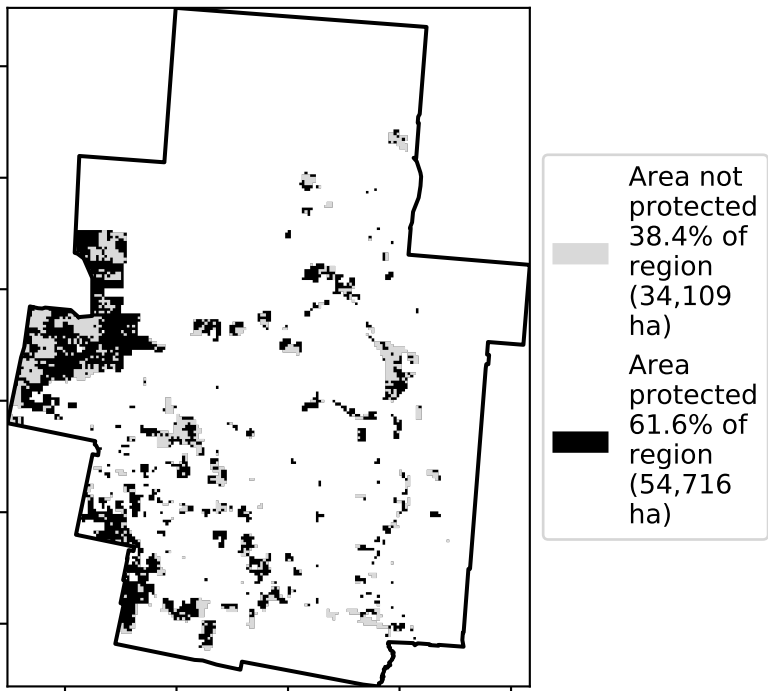 Area not
protected
38.4% of
region
(34,109
ha)
Area
protected
61.6% of
region
(54,716
ha)